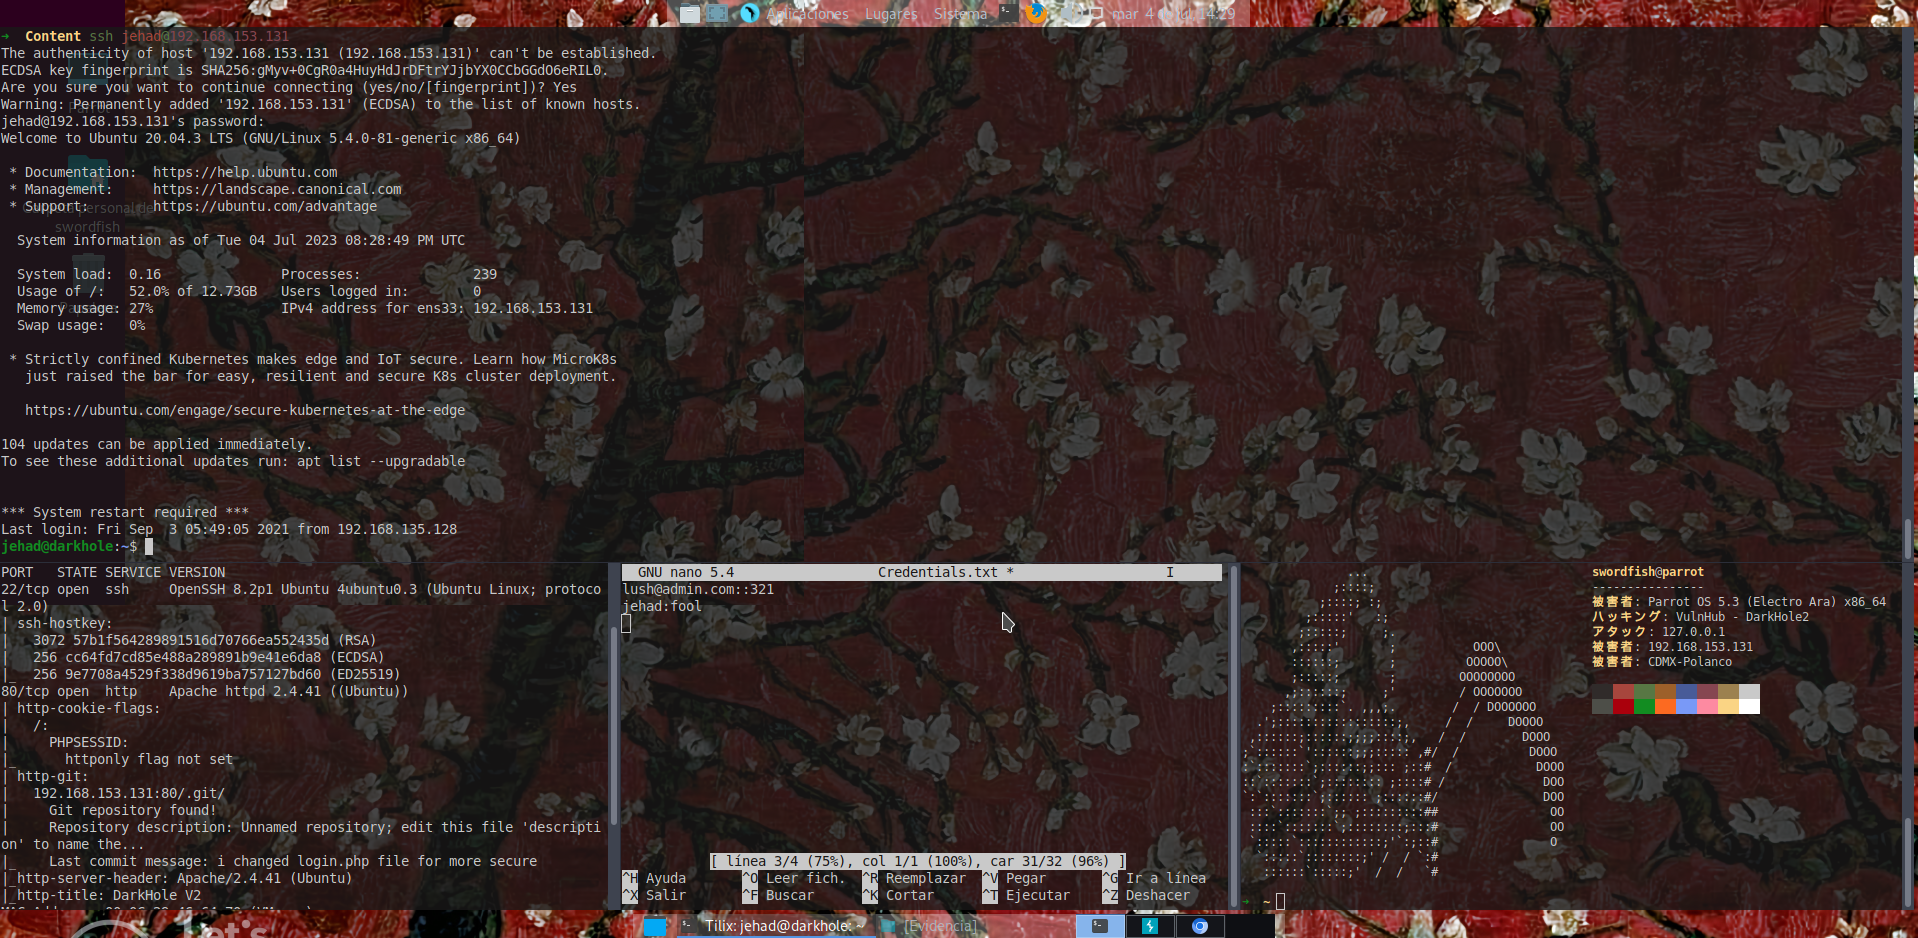 Aplicaciones Lugares Sistema mar 4 14:29
➜ Content ssh jehad@192.168.153.131
The authenticity of host '192.168.153.131 (192.168.153.131)' can't be established.
ECDSA key fingerprint is SHA256:gMyv+0CgR0a4HuyHdJrDFtrYJjbYX0CCbGGdO6eRIL0.
Are you sure you want to continue connecting (yes/no/[fingerprint])? Yes
Warning: Permanently added '192.168.153.131' (ECDSA) to the list of known hosts.
jehad@192.168.153.131's password:
Welcome to Ubuntu 20.04.3 LTS (GNU/Linux 5.4.0-81-generic x86_64)
* Documentation: https://help.ubuntu.com
* Management: https://landscape.canonical.com
* Support: https://ubuntu.com/advantage
personal de
swordfish
System information as of Tue 04 Jul 2023 08:28:49 PM UTC
System load: 0.16 Processes: 239
Usage of /: 52.0% of 12.73GB Users logged in: 0
Memory usage: 27% IPv4 address for ens33: 192.168.153.131
Swap usage: 0%
* Strictly confined Kubernetes makes edge and IoT secure. Learn how MicroK8s
just raised the bar for easy, resilient and secure K8s cluster deployment.
https://ubuntu.com/engage/secure-kubernetes-at-the-edge
104 updates can be applied immediately.
To see these additional updates run: apt list --upgradable
*** System restart required ***
Last login: Fri Sep  3 05:49:05 2021 from 192.168.135.128
jehad@darkhole:~$
PORT STATE SERVICE VERSION
22/tcp open ssh OpenSSH 8.2p1 Ubuntu 4ubuntu0.3 (Ubuntu Linux; protoco
l 2.0)
| ssh-hostkey:
| 3072 57b1f564289891516d70766ea552435d (RSA)
| 256 cc64fd7cd85e488a289891b9e41e6da8 (ECDSA)
|_ 256 9e7708a4529f338d9619ba757127bd60 (ED25519)
80/tcp open http Apache httpd 2.4.41 ((Ubuntu))
| http-cookie-flags:
| /:
| PHPSESSID:
|_ httponly flag not set
| http-git:
| 192.168.153.131:80/.git/
| Git repository found!
| Repository description: Unnamed repository; edit this file 'descripti
on' to name the...
|_ Last commit message: i changed login.php file for more secure
|_http-server-header: Apache/2.4.41 (Ubuntu)
|_http-title: DarkHole V2
GNU nano 5.4 Credentials.txt * I
lush@admin.com::321
jehad:fool
[ línea 3/4 (75%), col 1/1 (100%), car 31/32 (96%) ]
^H Ayuda ^O Leer fich. ^R Reemplazar ^V Pegar ^G Ir a línea
^X Salir ^F Buscar ^K Cortar ^T Ejecutar ^Z Deshacer
swordfish@parrot
----------------
被害者: Parrot OS 5.3 (Electro Ara) x86_64
ハッキング: VulnHub - DarkHole2
アタック: 127.0.0.1
被害者: 192.168.153.131
被害者: CDMX-Polanco
➜ ~
Let's
Tilix: jehad@darkhole: ~
[Evidencia]